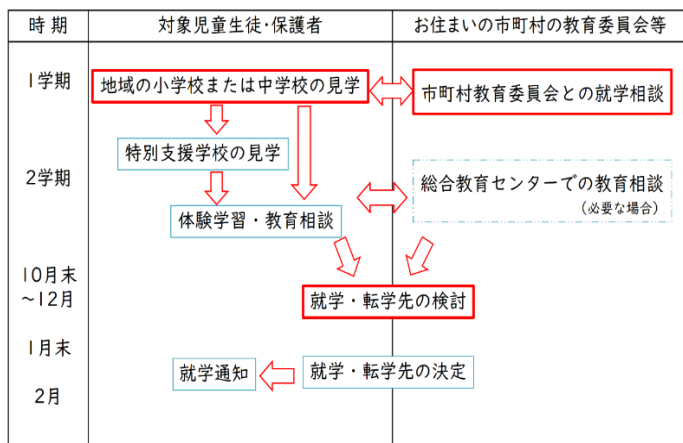 時期
対象児童生徒・保護者
お住まいの市町村の教育委員会等
1学期
地域の小学校または中学校の見学
市町村教育委員会との就学相談
特別支援学校の見学
2学期
総合教育センターでの教育相談
(必要な場合)
体験学習・教育相談
10月末
~12月
就学・転学先の検討
1月末
就学通知
就学・転学先の決定
2月